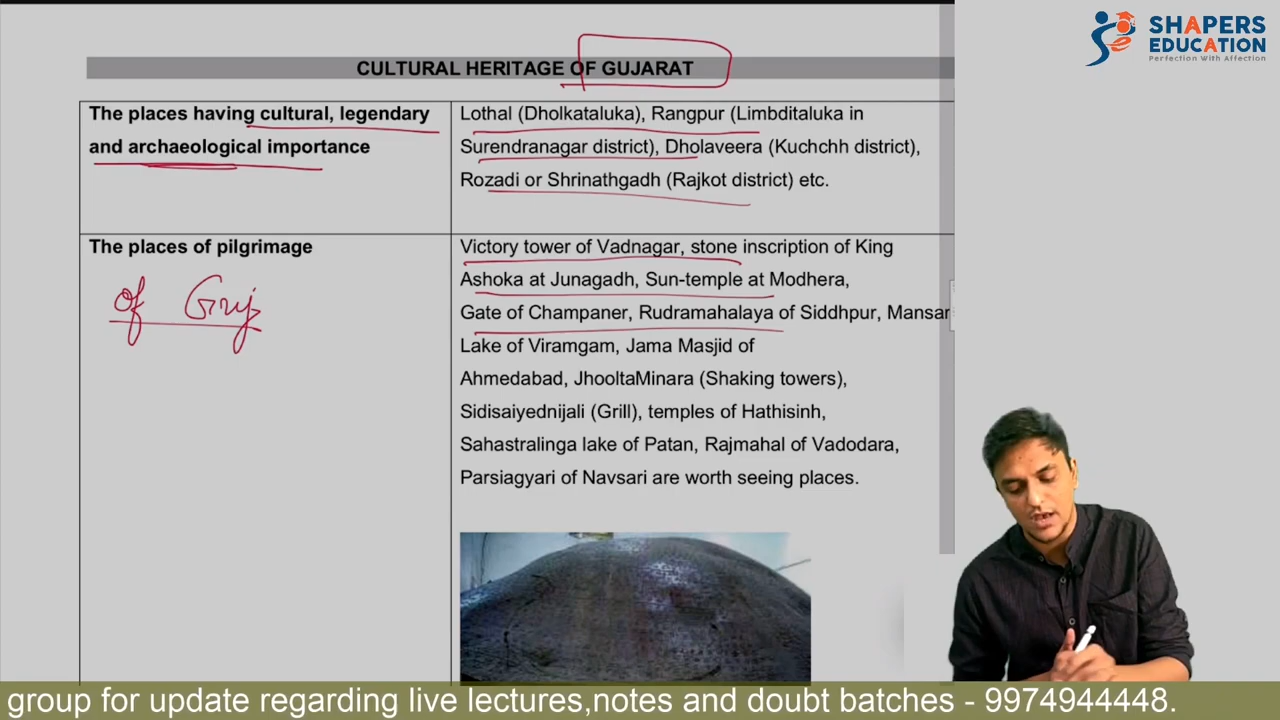 SHAPERS
EDUCATION
Perfection With Affection
CULTURAL HERITAGE OF GUJARAT
The places having cultural, legendary
and archaeological importance
Lothal (Dholkataluka), Rangpur (Limbditaluka in
Surendranagar district), Dholaveera (Kuchchh district),
Rozadi or Shrinathgadh (Rajkot district) etc.
The places of pilgrimage
of Guj
Victory tower of Vadnagar, stone inscription of King
Ashoka at Junagadh, Sun-temple at Modhera,
Gate of Champaner, Rudramahalaya of Siddhpur, Mansar
Lake of Viramgam, Jama Masjid of
Ahmedabad, JhooltaMinara (Shaking towers),
Sidisaiyednijali (Grill), temples of Hathisinh,
Sahastralinga lake of Patan, Rajmahal of Vadodara,
Parsiagyari of Navsari are worth seeing places.
group for update regarding live lectures,notes and doubt batches - 9974944448.